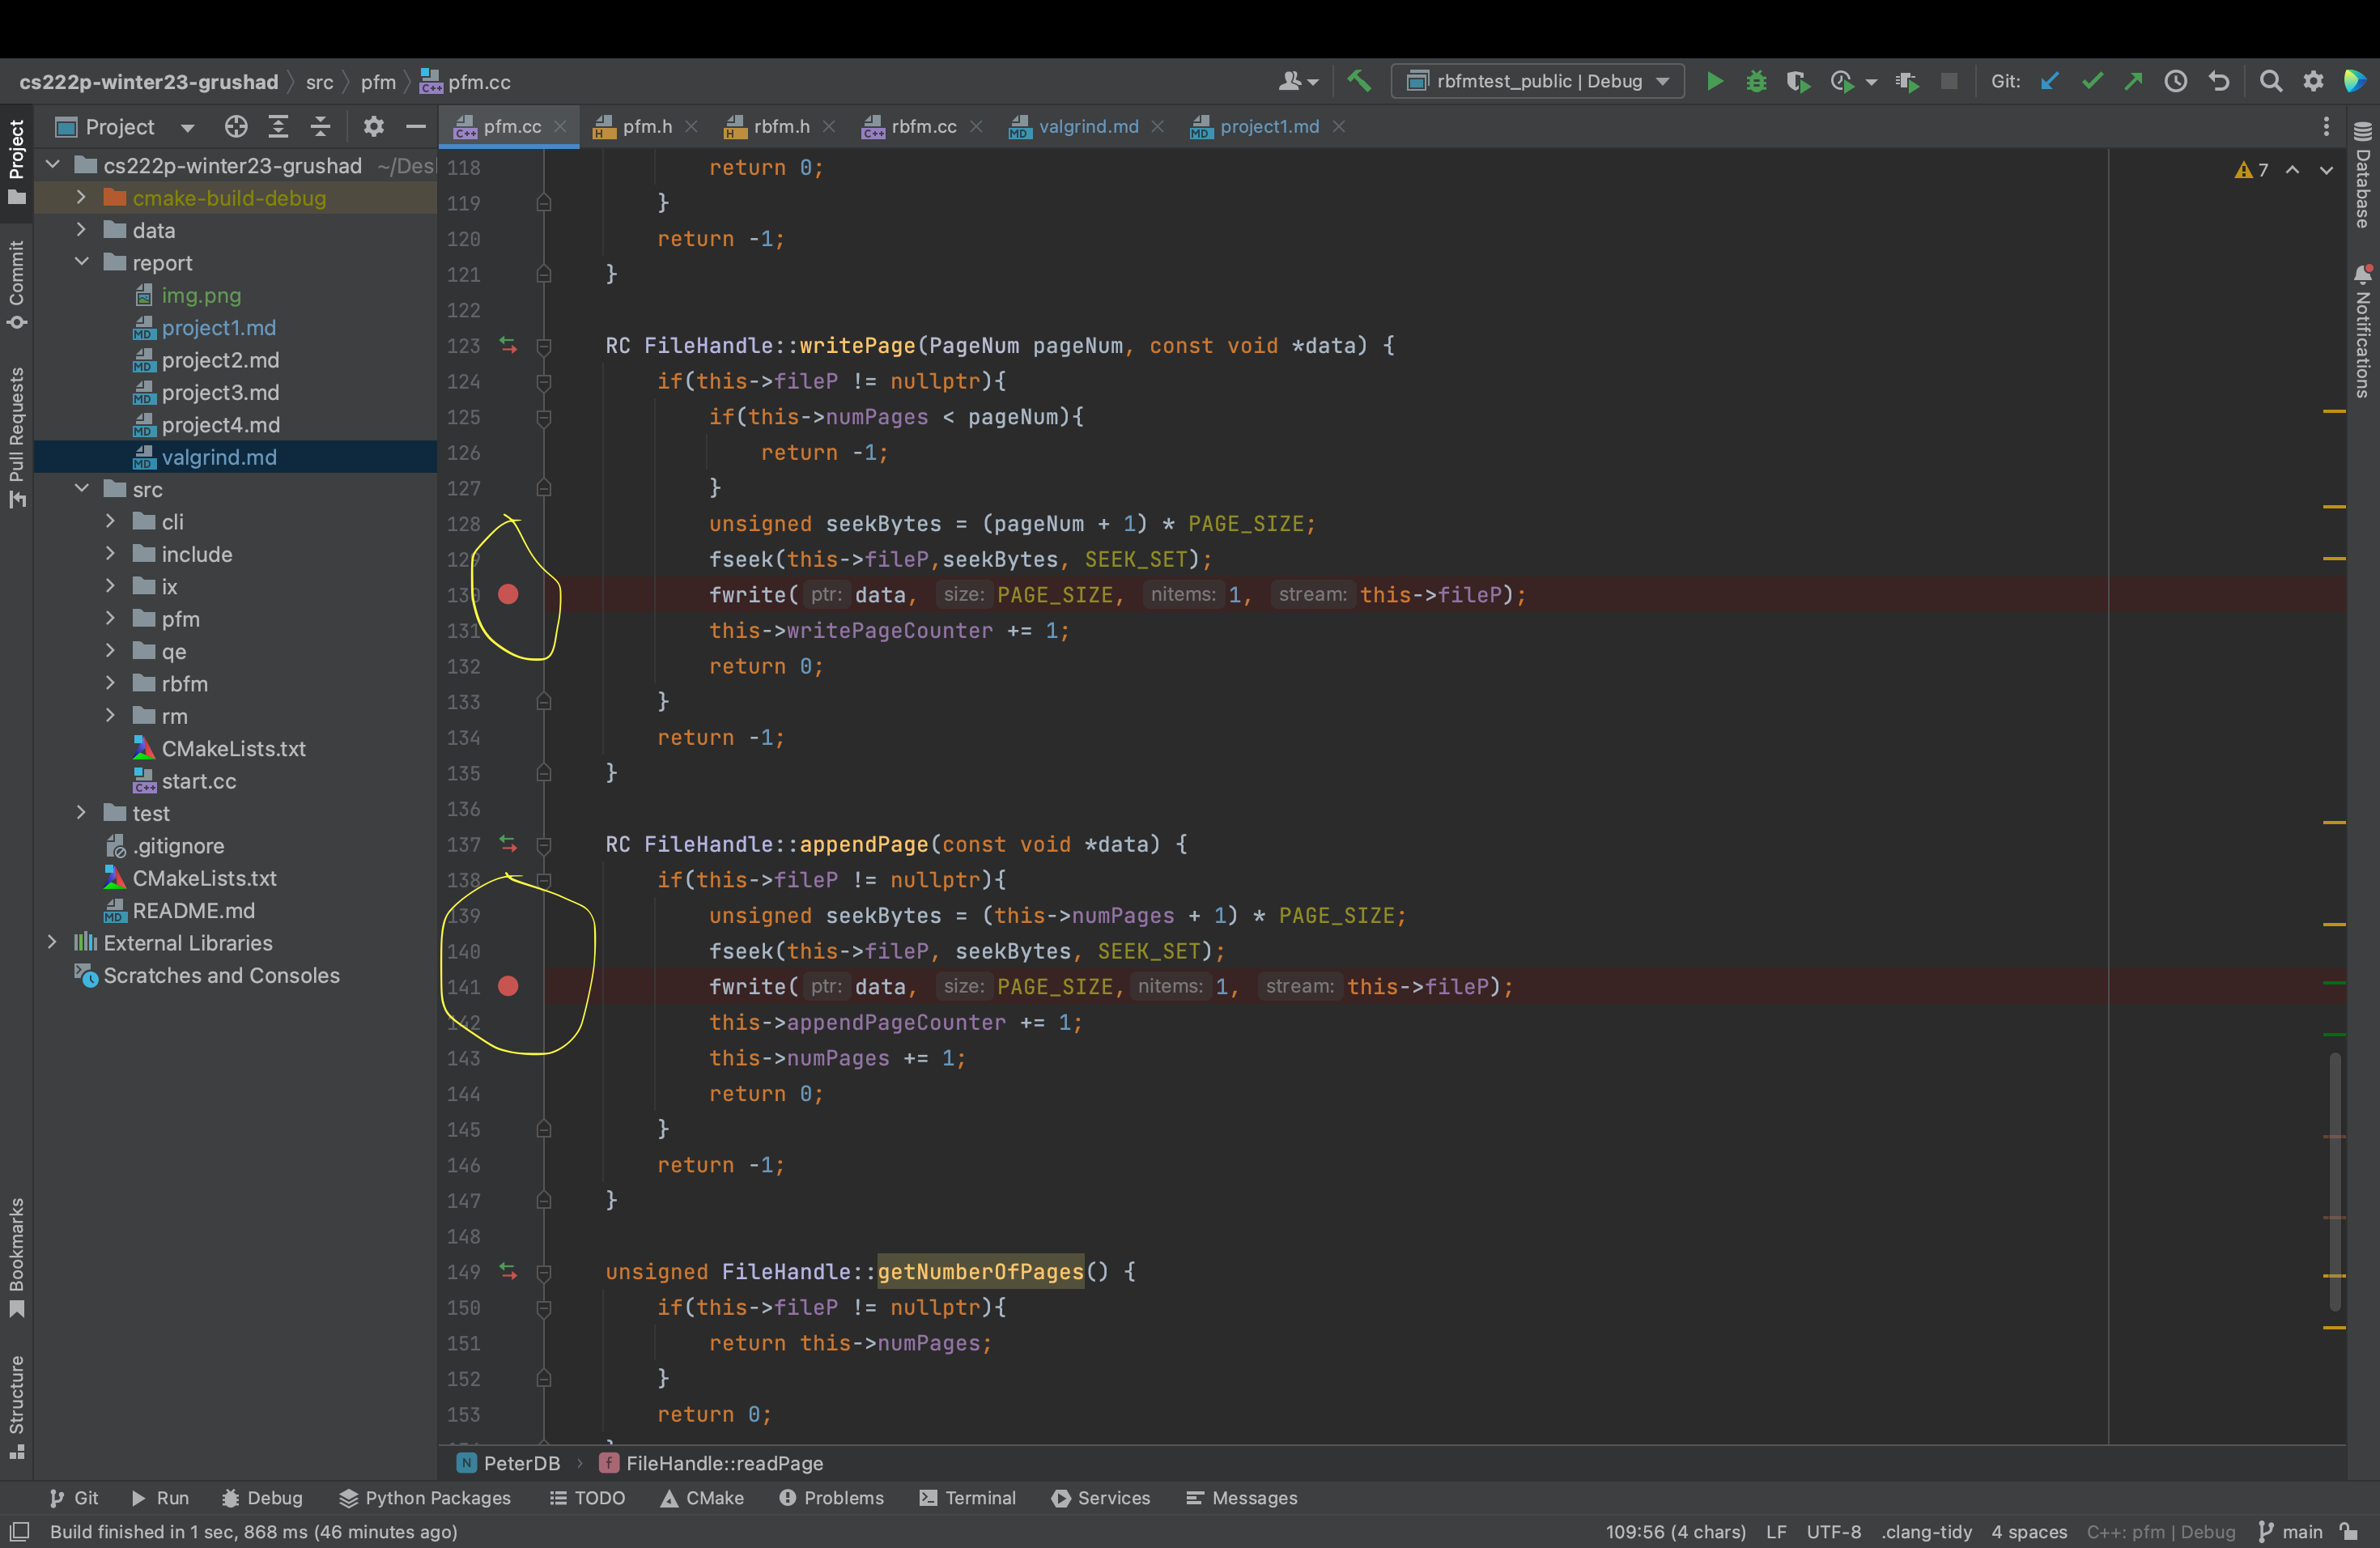 cs222p-winter23-grushad src pfm pfm.cc
rbfmtest_public | Debug
Git:
Project
pfm.cc pfm.h rbfm.h rbfm.cc valgrind.md project1.md
Project
Commit
Pull Requests
Bookmarks
Structure
cs222p-winter23-grushad ~/Des
cmake-build-debug
data
report
img.png
project1.md
project2.md
project3.md
project4.md
valgrind.md
src
cli
include
ix
pfm
qe
rbfm
rm
CMakeLists.txt
start.cc
test
.gitignore
CMakeLists.txt
README.md
External Libraries
Scratches and Consoles
7
118 return 0;
119 }
120 return -1;
121 }
122
123 RC FileHandle::writePage(PageNum pageNum, const void *data) {
124 if(this->fileP != nullptr){
125 if(this->numPages < pageNum){
126 return -1;
127 }
128 unsigned seekBytes = (pageNum + 1) * PAGE_SIZE;
129 fseek(this->fileP,seekBytes, SEEK_SET);
130 fwrite( ptr: data, size: PAGE_SIZE, nitems: 1, stream: this->fileP);
131 this->writePageCounter += 1;
132 return 0;
133 }
134 return -1;
135 }
136
137 RC FileHandle::appendPage(const void *data) {
138 if(this->fileP != nullptr){
139 unsigned seekBytes = (this->numPages + 1) * PAGE_SIZE;
140 fseek(this->fileP, seekBytes, SEEK_SET);
141 fwrite( ptr: data, size: PAGE_SIZE, nitems: 1, stream: this->fileP);
142 this->appendPageCounter += 1;
143 this->numPages += 1;
144 return 0;
145 }
146 return -1;
147 }
148
149 unsigned FileHandle::getNumberOfPages() {
150 if(this->fileP != nullptr){
151 return this->numPages;
152 }
153 return 0;
Database
Notifications
PeterDB FileHandle::readPage
Git Run Debug Python Packages TODO CMake Problems Terminal Services Messages
Build finished in 1 sec, 868 ms (46 minutes ago)
109:56 (4 chars) LF UTF-8 .clang-tidy 4 spaces C++: pfm | Debug main